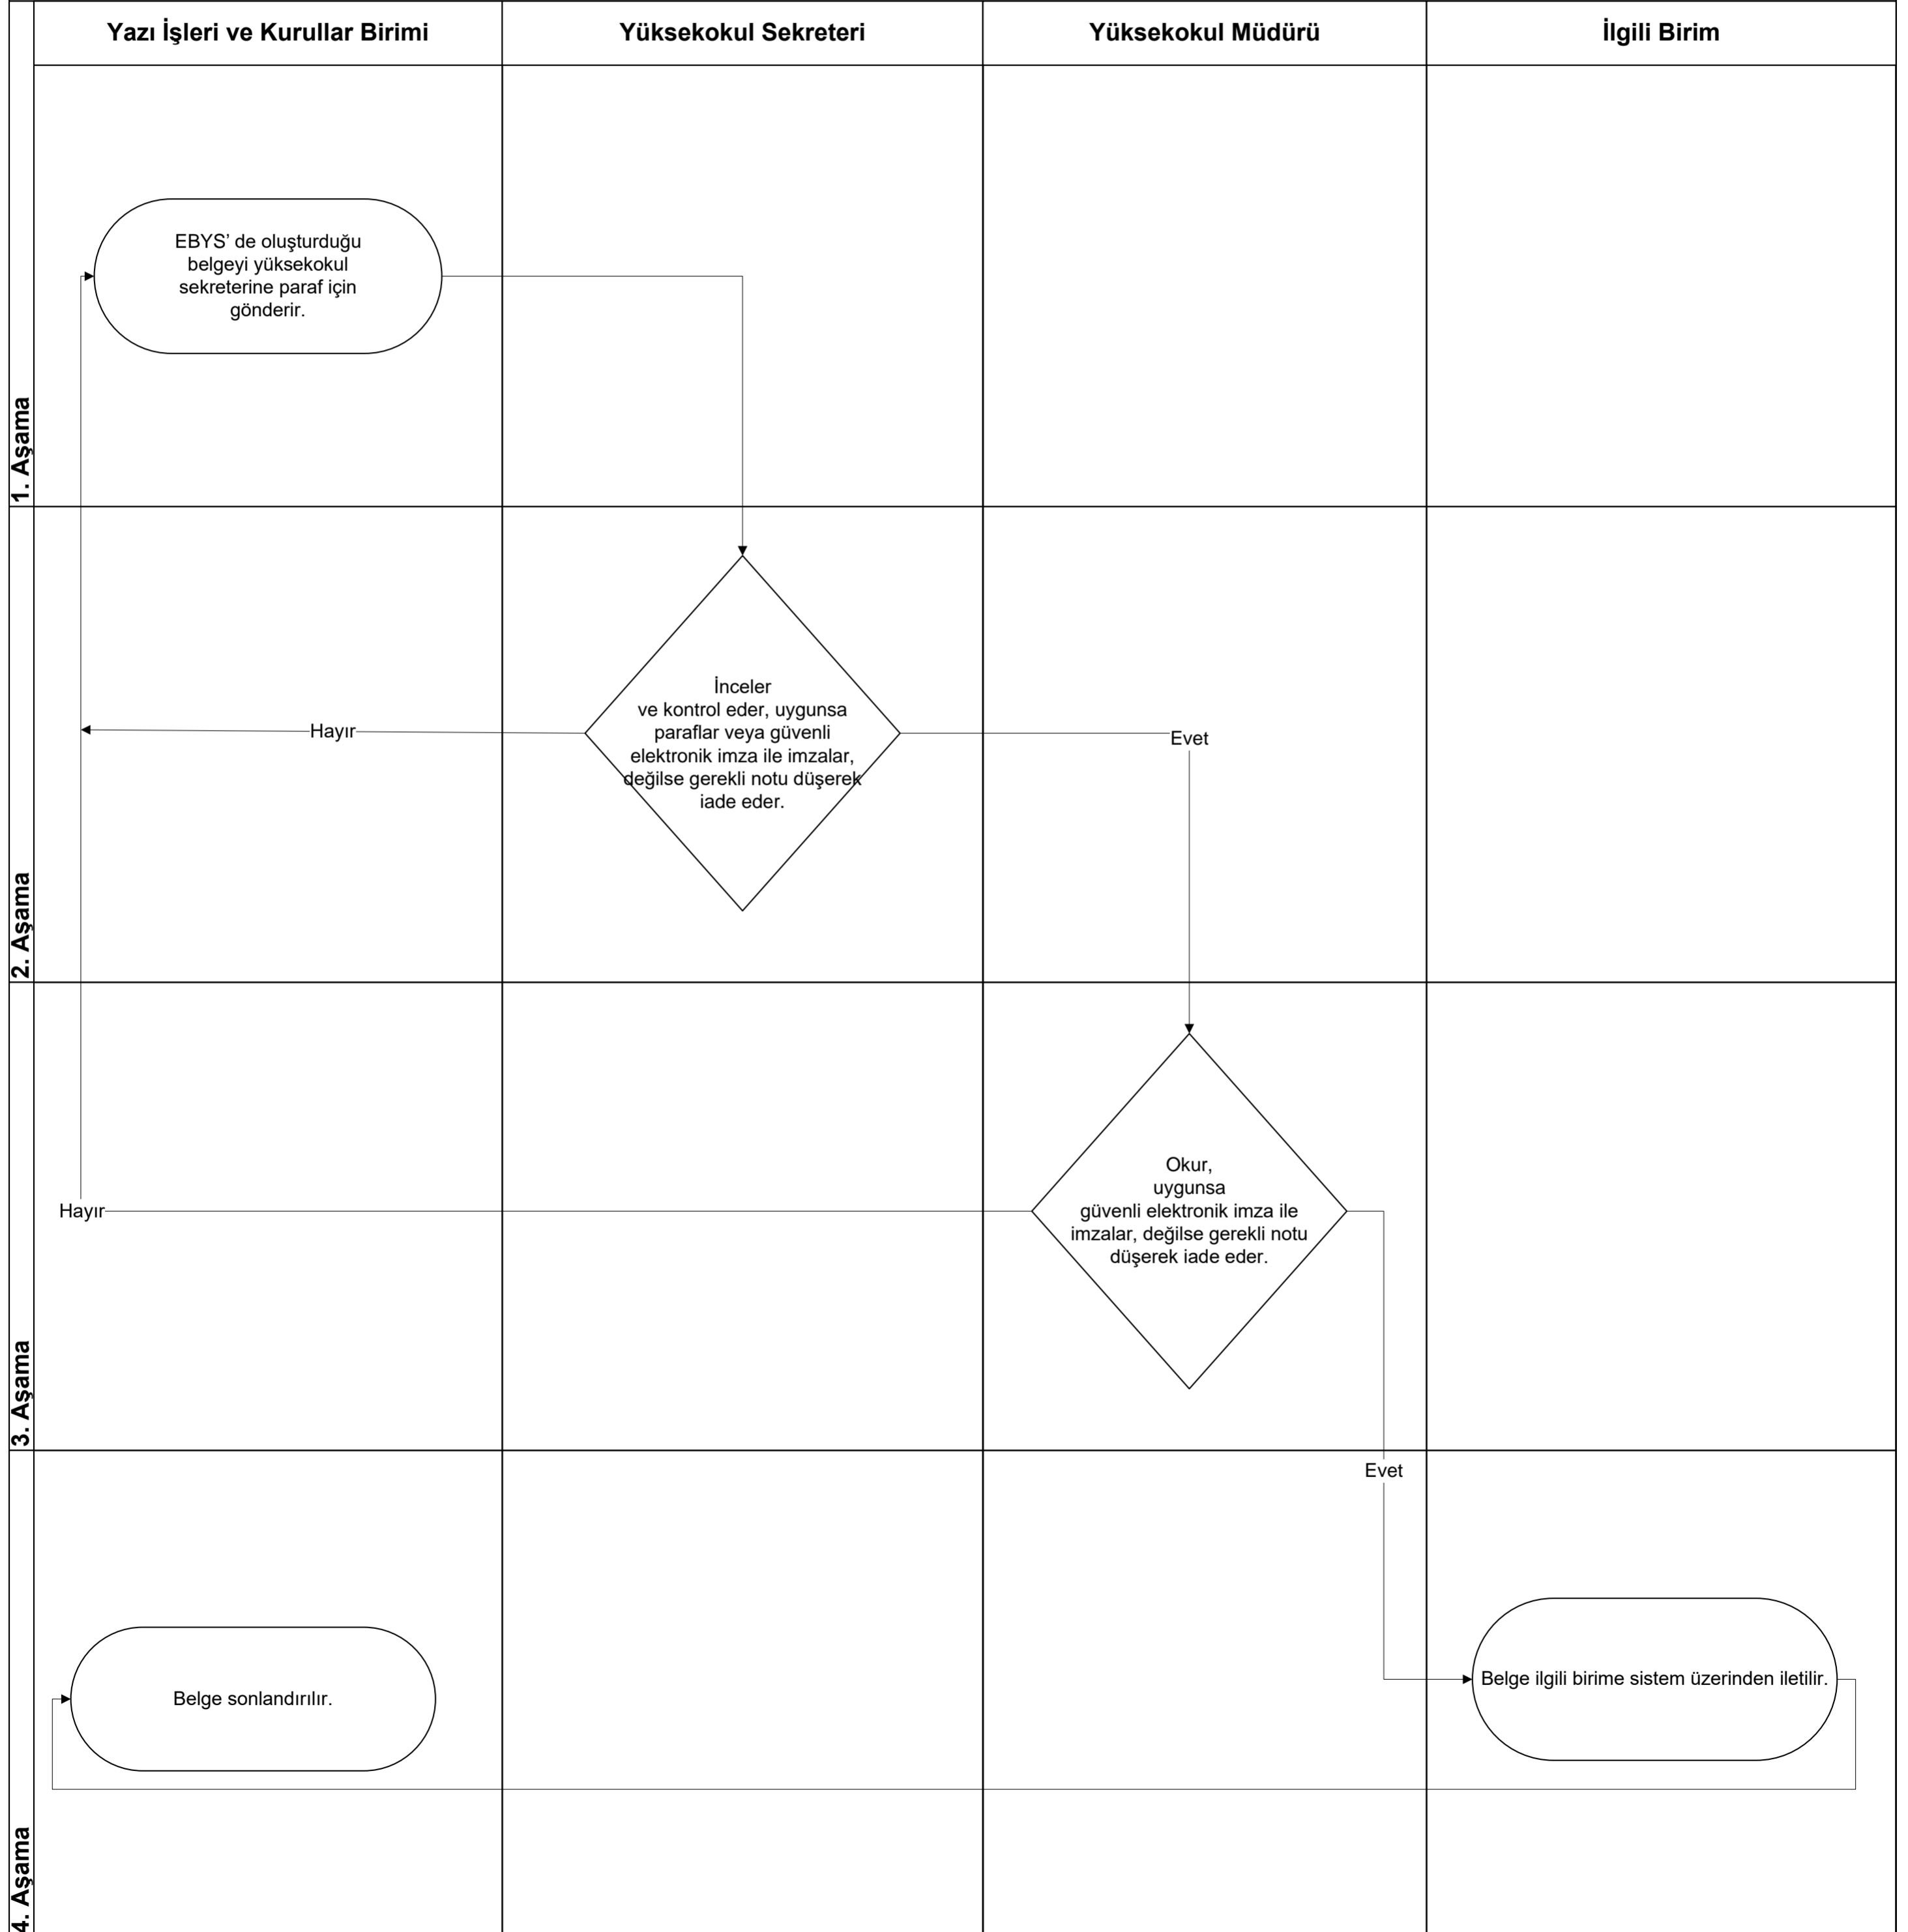 Yazı İşleri ve Kurullar Birimi
Yüksekokul Sekreteri
Yüksekokul Müdürü
İlgili Birim
1. Aşama
EBYS’ de oluşturduğu
belgeyi yüksekokul
sekreterine paraf için
gönderir.
2. Aşama
Hayır
İnceler
ve kontrol eder, uygunsa
paraflar veya güvenli
elektronik imza ile imzalar,
değilse gerekli notu düşerek
iade eder.
Evet
3. Aşama
Hayır
Okur,
uygunsa
güvenli elektronik imza ile
imzalar, değilse gerekli notu
düşerek iade eder.
4. Aşama
Evet
Belge sonlandırılır.
Belge ilgili birime sistem üzerinden iletilir.